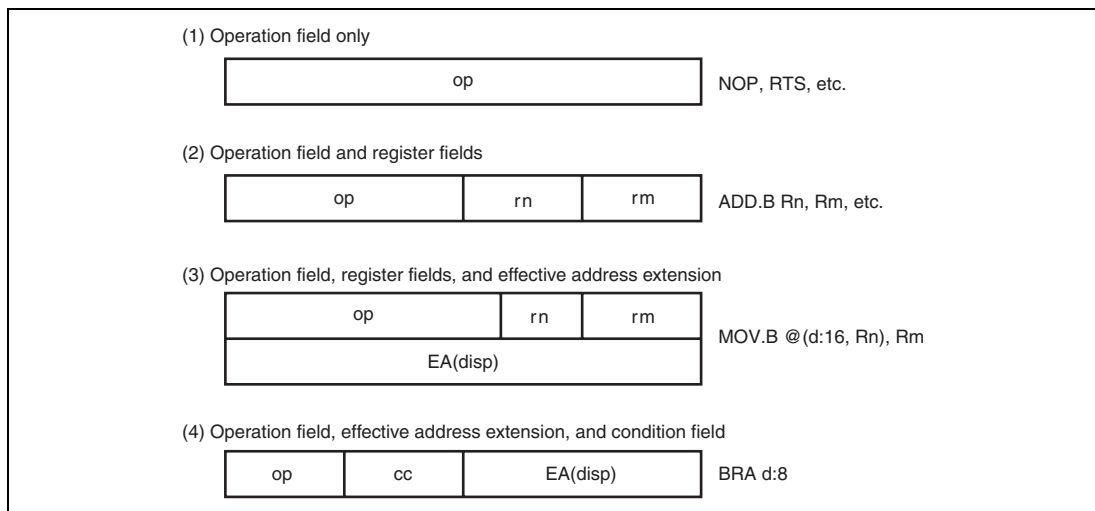 (1) Operation field only
op
NOP, RTS, etc.
(2) Operation field and register fields
op rn rm
ADD.B Rn, Rm, etc.
(3) Operation field, register fields, and effective address extension
op rn rm
EA(disp)
MOV.B @(d:16, Rn), Rm
(4) Operation field, effective address extension, and condition field
op cc EA(disp)
BRA d:8